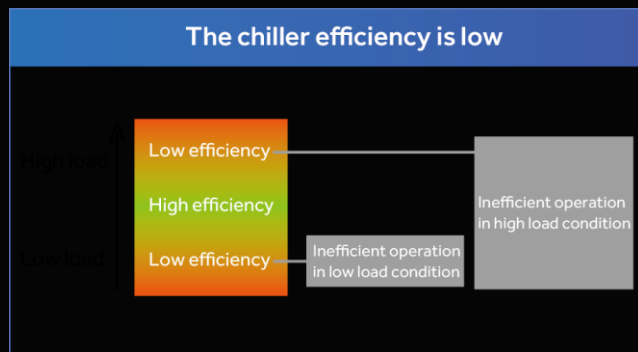 The chiller efficiency is low
High load
Low efficiency
High efficiency
Low load
Low efficiency
Inefficient operation
in low load condition
Inefficient operation
in high load condition